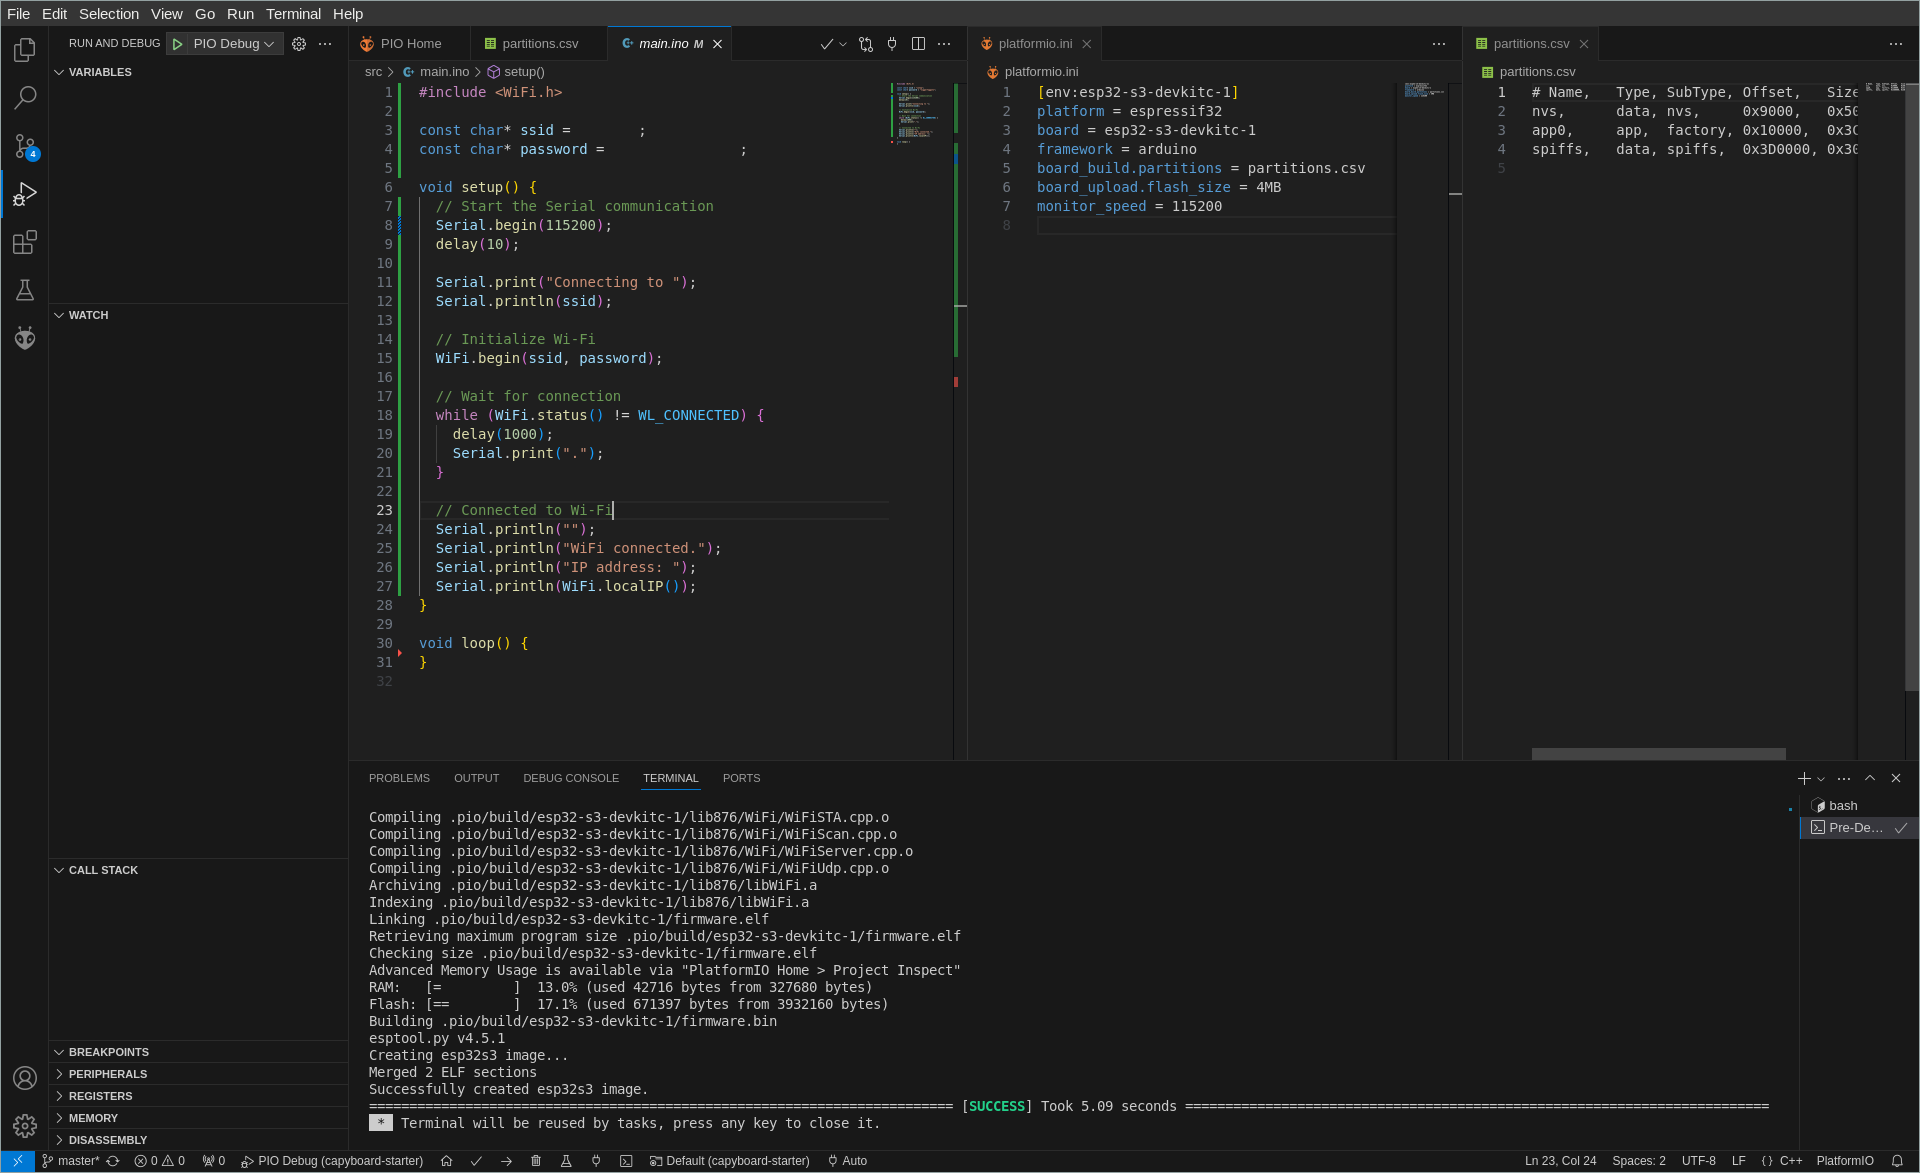 File Edit Selection View Go Run Terminal Help
RUN AND DEBUG PIO Debug
VARIABLES
WATCH
CALL STACK
BREAKPOINTS
PERIPHERALS
REGISTERS
MEMORY
DISASSEMBLY
4
PIO Home partitions.csv main.ino M
src > main.ino > setup()
1 #include <WiFi.h>
2
3 const char* ssid = ;
4 const char* password = ;
5
6 void setup() {
7 // Start the Serial communication
8 Serial.begin(115200);
9 delay(10);
10
11 Serial.print("Connecting to ");
12 Serial.println(ssid);
13
14 // Initialize Wi-Fi
15 WiFi.begin(ssid, password);
16
17 // Wait for connection
18 while (WiFi.status() != WL_CONNECTED) {
19 delay(1000);
20 Serial.print(".");
21 }
22
23 // Connected to Wi-Fi
24 Serial.println("");
25 Serial.println("WiFi connected.");
26 Serial.println("IP address: ");
27 Serial.println(WiFi.localIP());
28 }
29
30 void loop() {
31 }
32
platformio.ini
platformio.ini
1 [env:esp32-s3-devkitc-1]
2 platform = espressif32
3 board = esp32-s3-devkitc-1
4 framework = arduino
5 board_build.partitions = partitions.csv
6 board_upload.flash_size = 4MB
7 monitor_speed = 115200
8
partitions.csv
partitions.csv
1 # Name, Type, SubType, Offset, Size
2 nvs, data, nvs, 0x9000, 0x50
3 app0, app, factory, 0x10000, 0x3C
4 spiffs, data, spiffs, 0x3D0000, 0x30
5
PROBLEMS OUTPUT DEBUG CONSOLE TERMINAL PORTS
Compiling .pio/build/esp32-s3-devkitc-1/lib876/WiFi/WiFiSTA.cpp.o
Compiling .pio/build/esp32-s3-devkitc-1/lib876/WiFi/WiFiScan.cpp.o
Compiling .pio/build/esp32-s3-devkitc-1/lib876/WiFi/WiFiServer.cpp.o
Compiling .pio/build/esp32-s3-devkitc-1/lib876/WiFi/WiFiUdp.cpp.o
Archiving .pio/build/esp32-s3-devkitc-1/lib876/libWiFi.a
Indexing .pio/build/esp32-s3-devkitc-1/lib876/libWiFi.a
Linking .pio/build/esp32-s3-devkitc-1/firmware.elf
Retrieving maximum program size .pio/build/esp32-s3-devkitc-1/firmware.elf
Checking size .pio/build/esp32-s3-devkitc-1/firmware.elf
Advanced Memory Usage is available via "PlatformIO Home > Project Inspect"
RAM: [= ] 13.0% (used 42716 bytes from 327680 bytes)
Flash: [== ] 17.1% (used 671397 bytes from 3932160 bytes)
Building .pio/build/esp32-s3-devkitc-1/firmware.bin
esptool.py v4.5.1
Creating esp32s3 image...
Merged 2 ELF sections
Successfully created esp32s3 image.
========================================================================= [SUCCESS] Took 5.09 seconds =========================================================================
* Terminal will be reused by tasks, press any key to close it.
bash
Pre-De...
master* 0 0 0 PIO Debug (capyboard-starter) Default (capyboard-starter) Auto Ln 23, Col 24 Spaces: 2 UTF-8 LF {} C++ PlatformIO